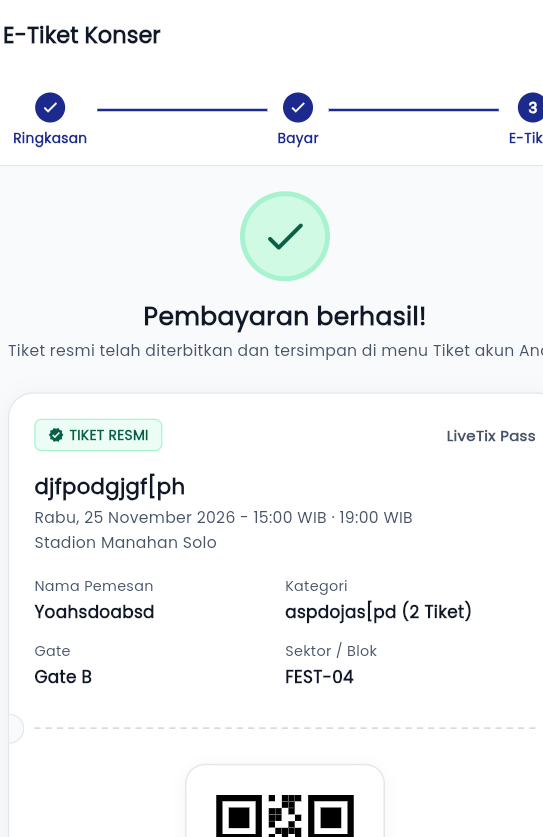 E-Tiket Konser
3
Ringkasan
Bayar
E-Tik
Pembayaran berhasil!
Tiket resmi telah diterbitkan dan tersimpan di menu Tiket akun An
TIKET RESMI
LiveTix Pass
djfpodgjgf[ph
Rabu, 25 November 2026 - 15:00 WIB · 19:00 WIB
Stadion Manahan Solo
Nama Pemesan
Kategori
Yoahsdoabsd
aspdojas[pd (2 Tiket)
Gate
Sektor / Blok
Gate B
FEST-04